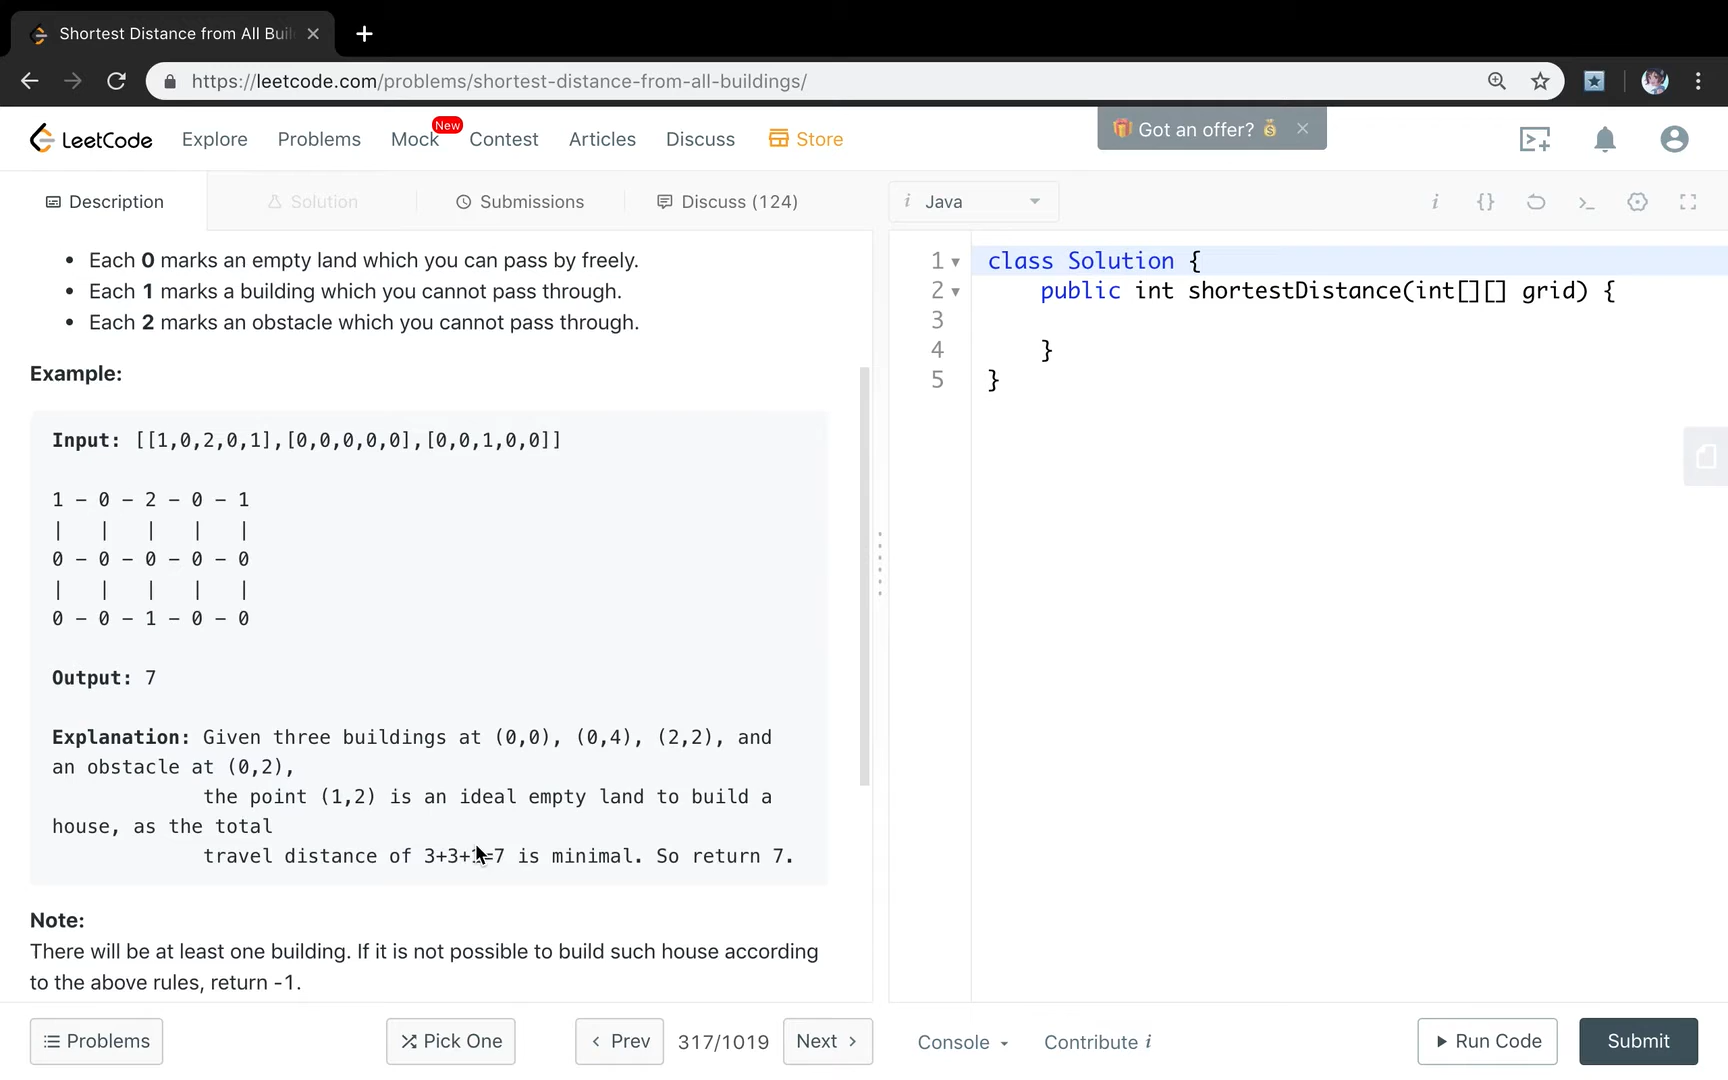 Shortest Distance from All Buil
https://leetcode.com/problems/shortest-distance-from-all-buildings/
LeetCode Explore Problems Mock New Contest Articles Discuss Store Got an offer?
Description Solution Submissions Discuss (124) i Java i {}
Each 0 marks an empty land which you can pass by freely.
Each 1 marks a building which you cannot pass through.
Each 2 marks an obstacle which you cannot pass through.
Example:
Input: [[1,0,2,0,1],[0,0,0,0,0],[0,0,1,0,0]]
1 - 0 - 2 - 0 - 1
| | | | |
0 - 0 - 0 - 0 - 0
| | | | |
0 - 0 - 1 - 0 - 0
Output: 7
Explanation: Given three buildings at (0,0), (0,4), (2,2), and
an obstacle at (0,2),
the point (1,2) is an ideal empty land to build a
house, as the total
travel distance of 3+3+1=7 is minimal. So return 7.
Note:
There will be at least one building. If it is not possible to build such house according
to the above rules, return -1.
1 class Solution {
2 public int shortestDistance(int[][] grid) {
3
4 }
5 }
Problems Pick One Prev 317/1019 Next Console Contribute i Run Code Submit